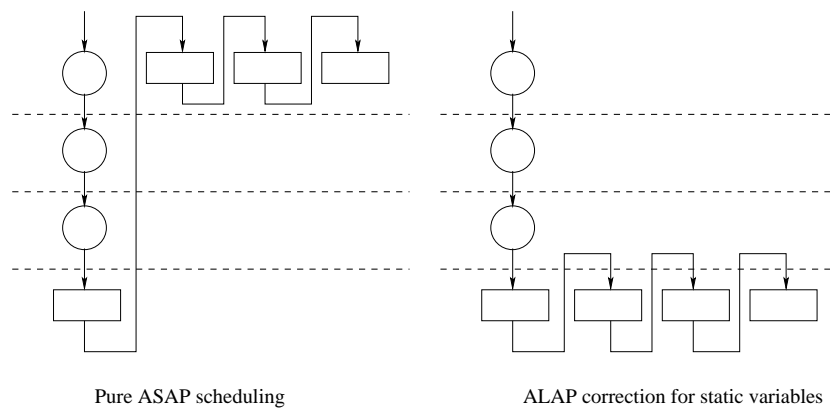 Pure ASAP scheduling
ALAP correction for static variables